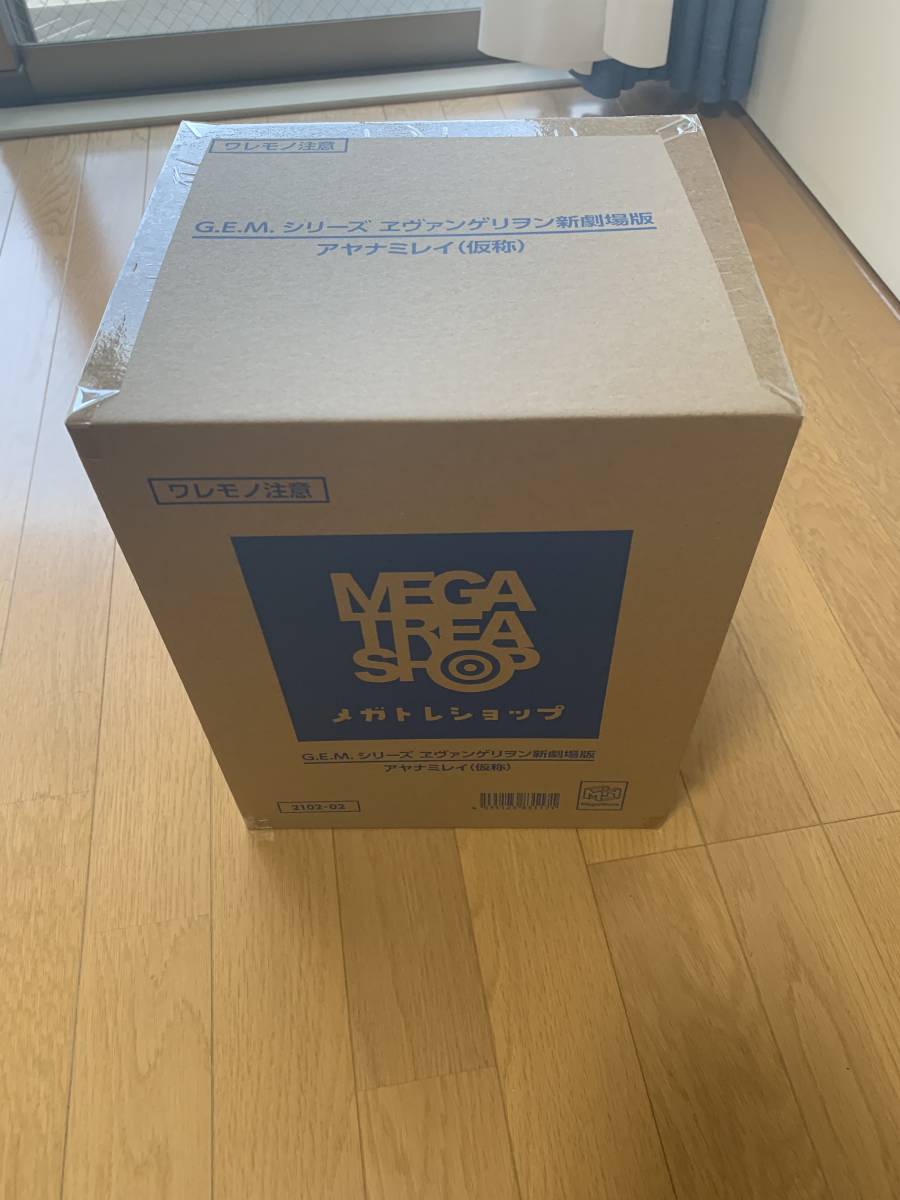 ワレモノ注意
G.E.M. シリーズ ヱヴァンゲリヲン新劇場版
アヤナミレイ(仮称)
ワレモノ注意
MEGA
TREA
SHOP
メガトレショップ
G.E.M. シリーズ ヱヴァンゲリヲン新劇場版
アヤナミレイ(仮称)
2102-02
MegaHouse